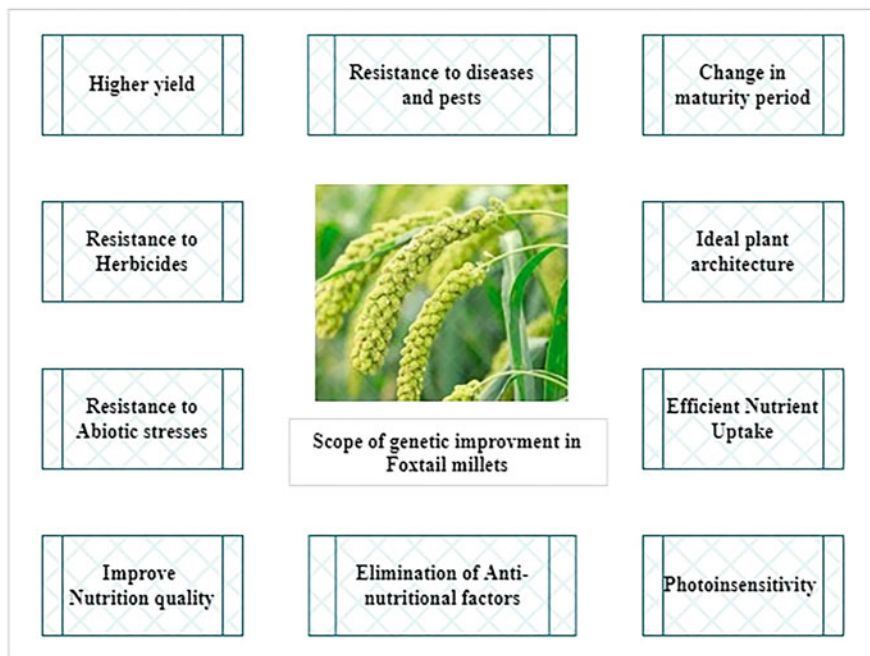 Higher yield
Resistance to diseases
and pests
Change in
maturity period
Resistance to
Herbicides
Ideal plant
architecture
Resistance to
Abiotic stresses
Efficient Nutrient
Uptake
Scope of genetic improvment in
Foxtail millets
Improve
Nutrition quality
Elimination of Anti-
nutritional factors
Photoinsensitivity